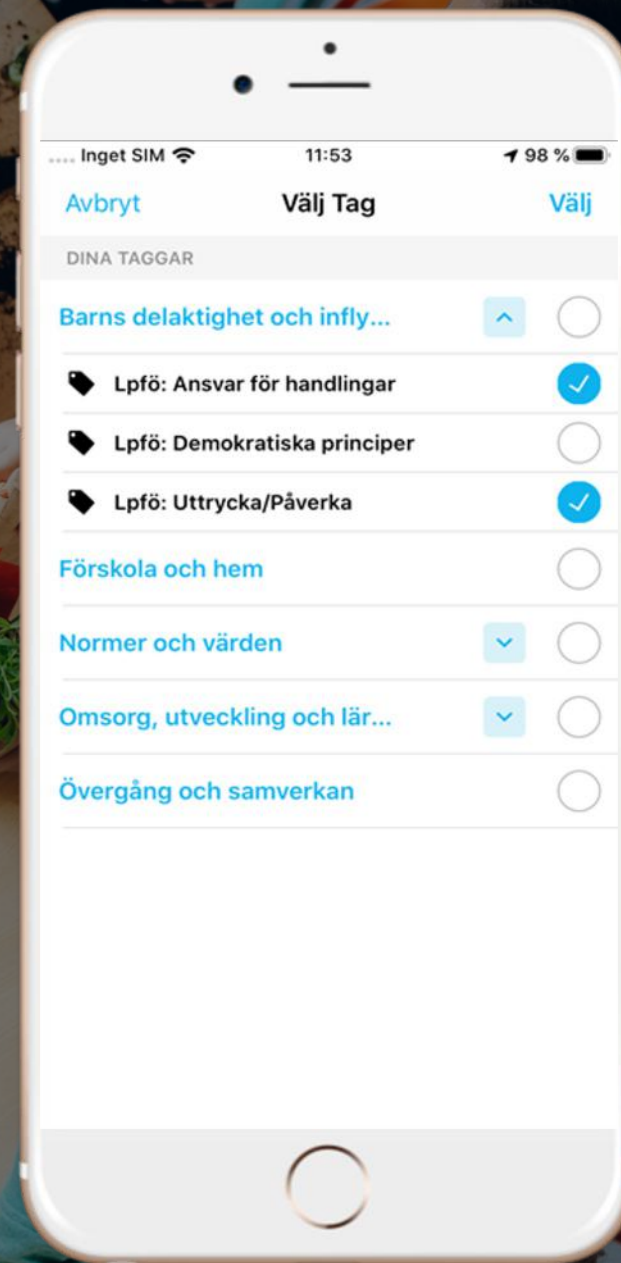 Inget SIM 11:53 98 %
Avbryt Välj Tag Välj
DINA TAGGAR
Barns delaktighet och infly...
Lpfö: Ansvar för handlingar
Lpfö: Demokratiska principer
Lpfö: Uttrycka/Påverka
Förskola och hem
Normer och värden
Omsorg, utveckling och lär...
Övergång och samverkan